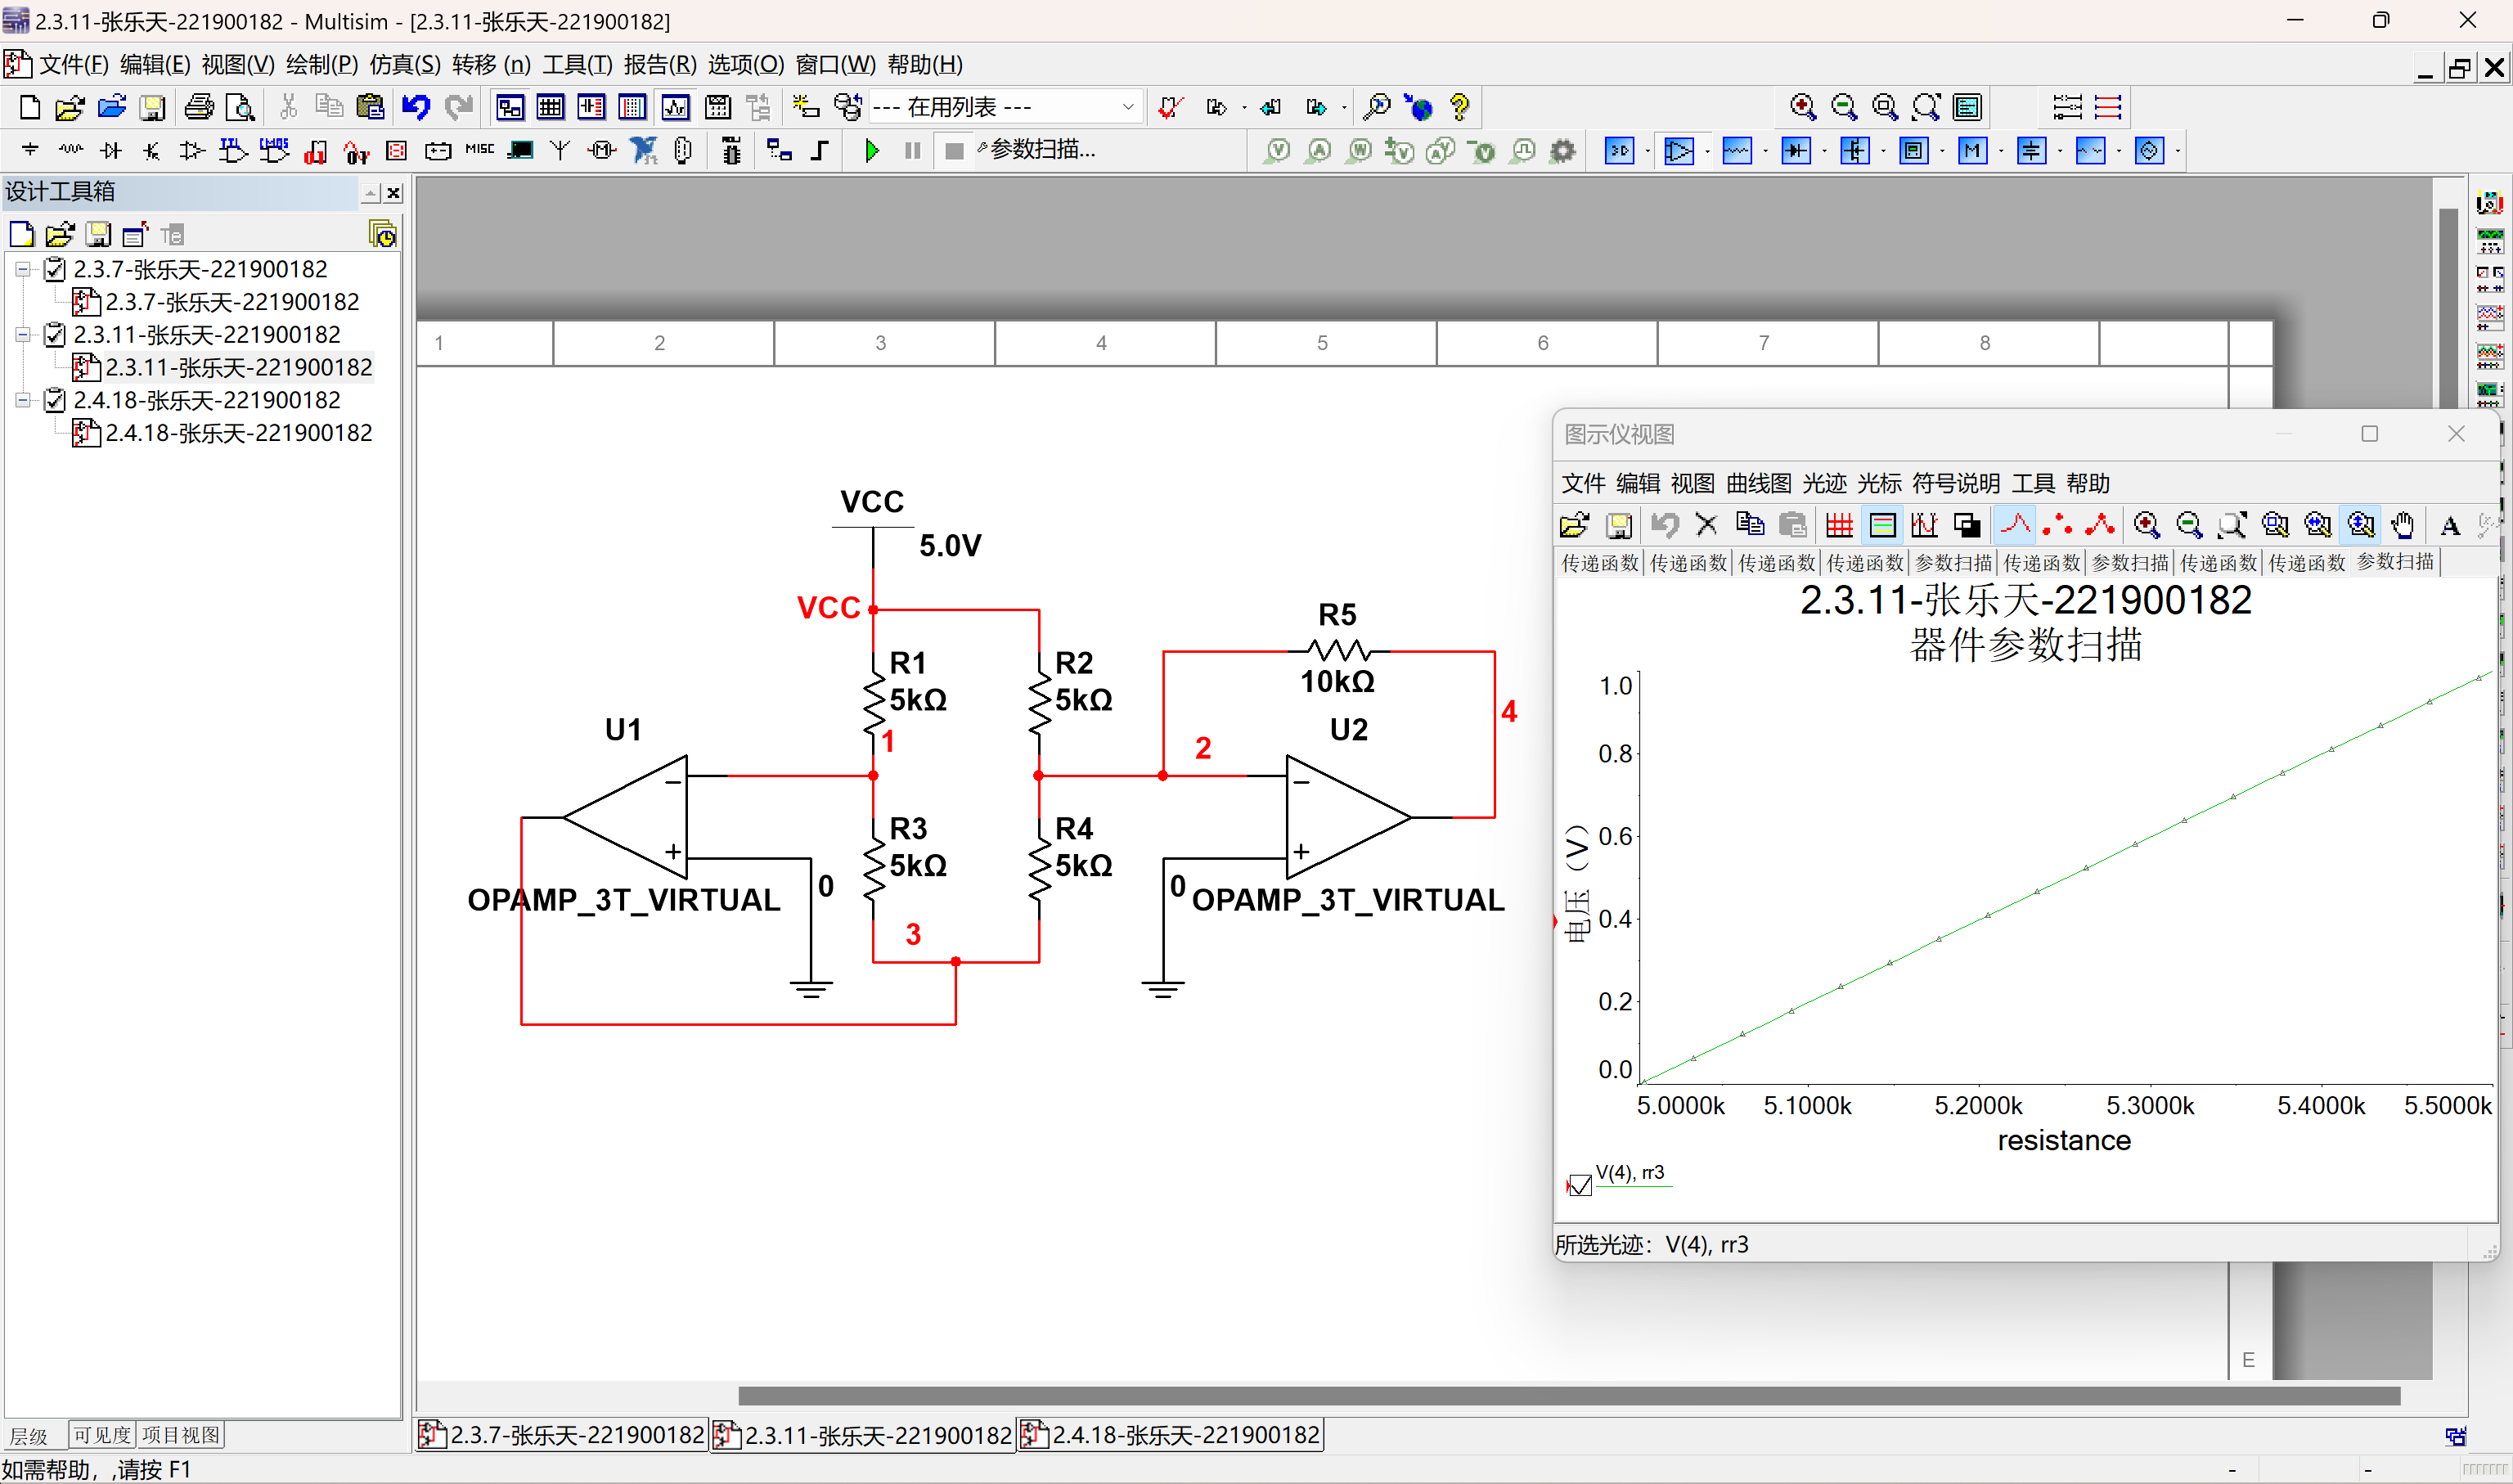 2.3.11-张乐天-221900182 - Multisim - [2.3.11-张乐天-221900182]
文件(F) 编辑(E) 视图(V) 绘制(P) 仿真(S) 转移 (n) 工具(T) 报告(R) 选项(O) 窗口(W) 帮助(H)
--- 在用列表 ---
MISC 参数扫描...
设计工具箱
2.3.7-张乐天-221900182
2.3.7-张乐天-221900182
2.3.11-张乐天-221900182
2.3.11-张乐天-221900182
2.4.18-张乐天-221900182
2.4.18-张乐天-221900182
1 2 3 4 5 6 7 8
VCC
5.0V
VCC
R1
5kΩ
R2
5kΩ
R5
10kΩ
U1
1
2
U2
4
R3
5kΩ
R4
5kΩ
OPAMP_3T_VIRTUAL
0
0
OPAMP_3T_VIRTUAL
3
E
图示仪视图
文件 编辑 视图 曲线图 光迹 光标 符号说明 工具 帮助
传递函数 传递函数 传递函数 传递函数 参数扫描 传递函数 参数扫描 传递函数 传递函数 参数扫描
2.3.11-张乐天-221900182
器件参数扫描
电压（V）
1.0
0.8
0.6
0.4
0.2
0.0
5.0000k 5.1000k 5.2000k 5.3000k 5.4000k 5.5000k
resistance
V(4), rr3
所选光迹：V(4), rr3
层级 可见度 项目视图
2.3.7-张乐天-221900182 2.3.11-张乐天-221900182 2.4.18-张乐天-221900182
如需帮助，,请按 F1
- -